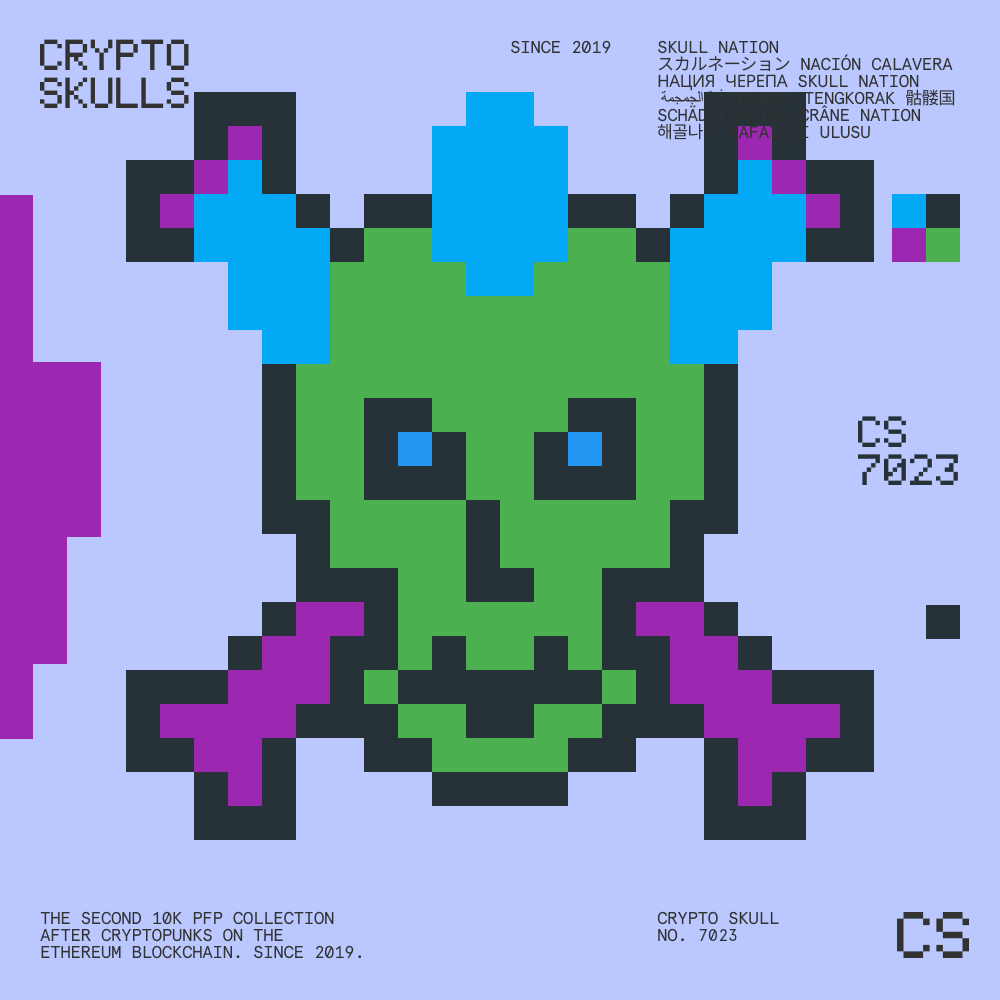 CRYPTO
SKULLS
SINCE 2019
SKULL NATION
スカルネーション NACIÓN CALAVERA
НАЦИЯ ЧЕРЕПА SKULL NATION
TENGKORAK 骷髅国
CRÂNE NATION
ULUSU
CS
7023
THE SECOND 10K PFP COLLECTION
AFTER CRYPTOPUNKS ON THE
ETHEREUM BLOCKCHAIN. SINCE 2019.
CRYPTO SKULL
NO. 7023
CS